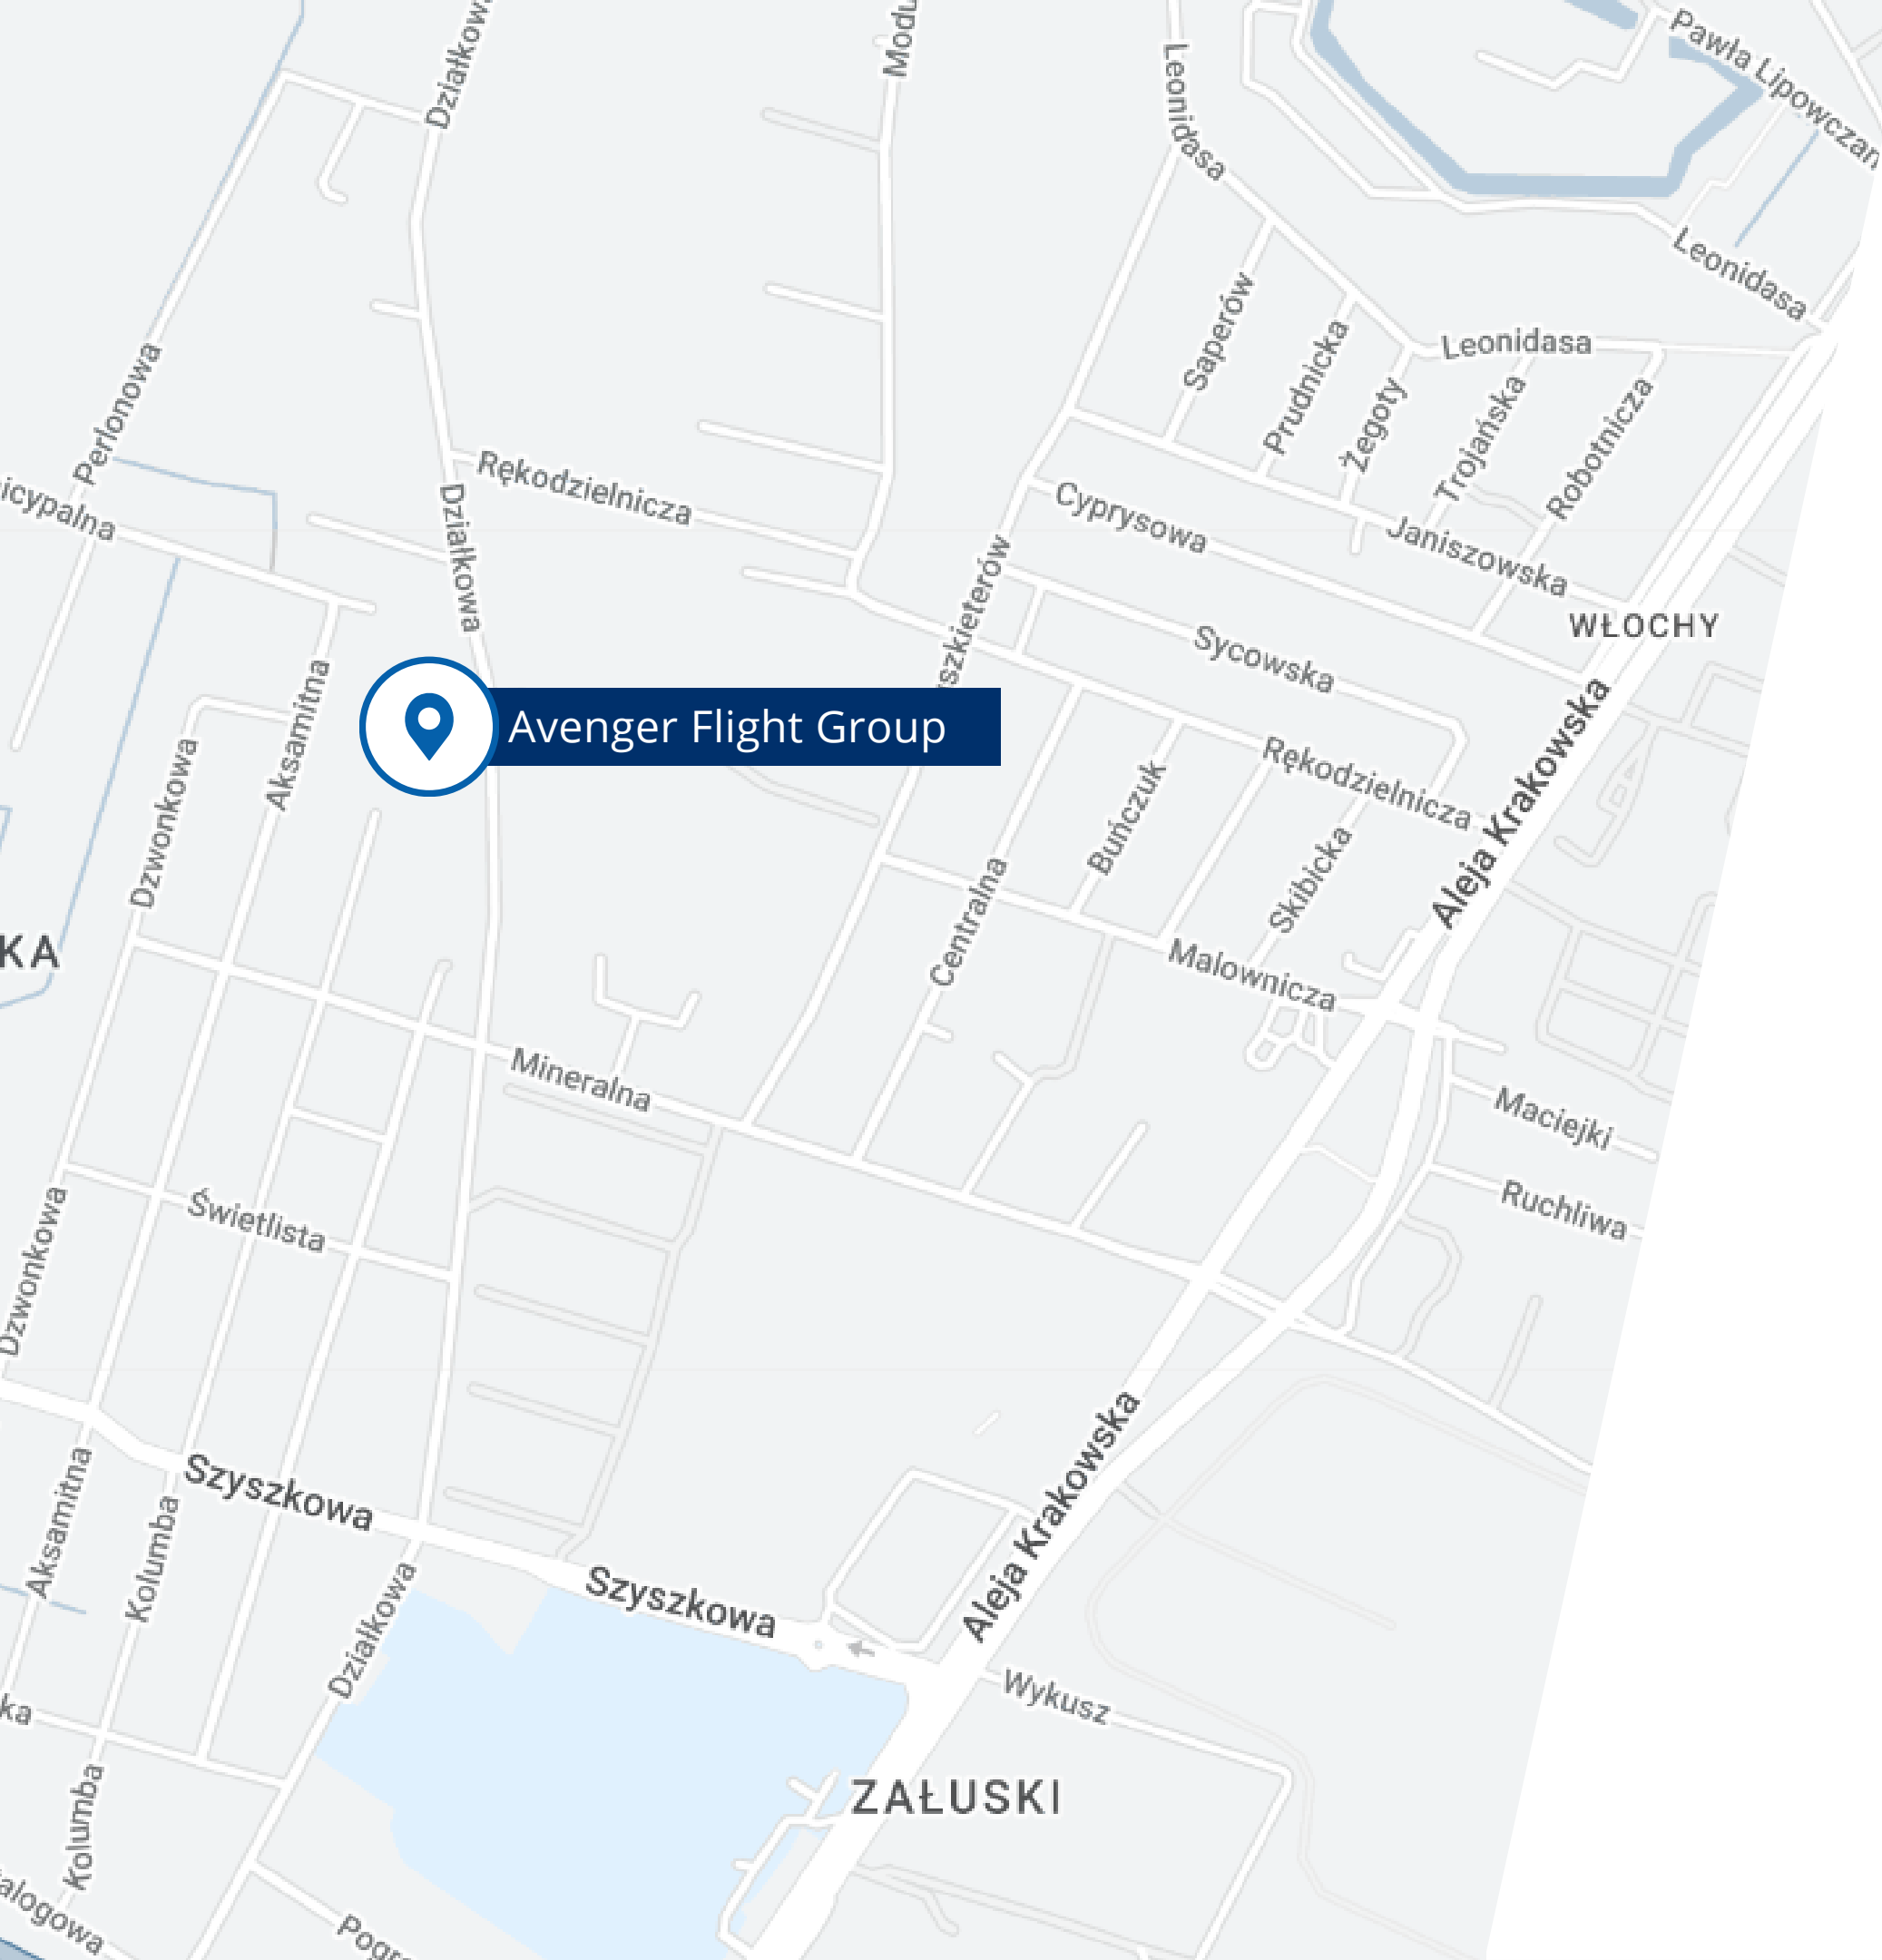 Działkowa
Leonidasa
Pawła Lipowczan
Leonidasa
Saperów
Prudnicka
Leonidasa
Żegoty
Trojańska
Robotnicza
Perlonowa
Rękodzielnicza
Działkowa
Cyprysowa
Janiszowska
WŁOCHY
Sycowska
Aksamitna
Avenger Flight Group
Dzwonkowa
Rękodzielnicza
Aleja Krakowska
Buńczuk
Skibicka
Centralna
KA
Malownicza
Mineralna
Maciejki
Ruchliwa
Świetlista
Dzwonkowa
Aleja Krakowska
Szyszkowa
Aksamitna
Kolumba
Szyszkowa
Działkowa
Wykusz
ka
ZAŁUSKI
Kolumba
alogowa
Pogr
icypalna
szkieterów
Modu